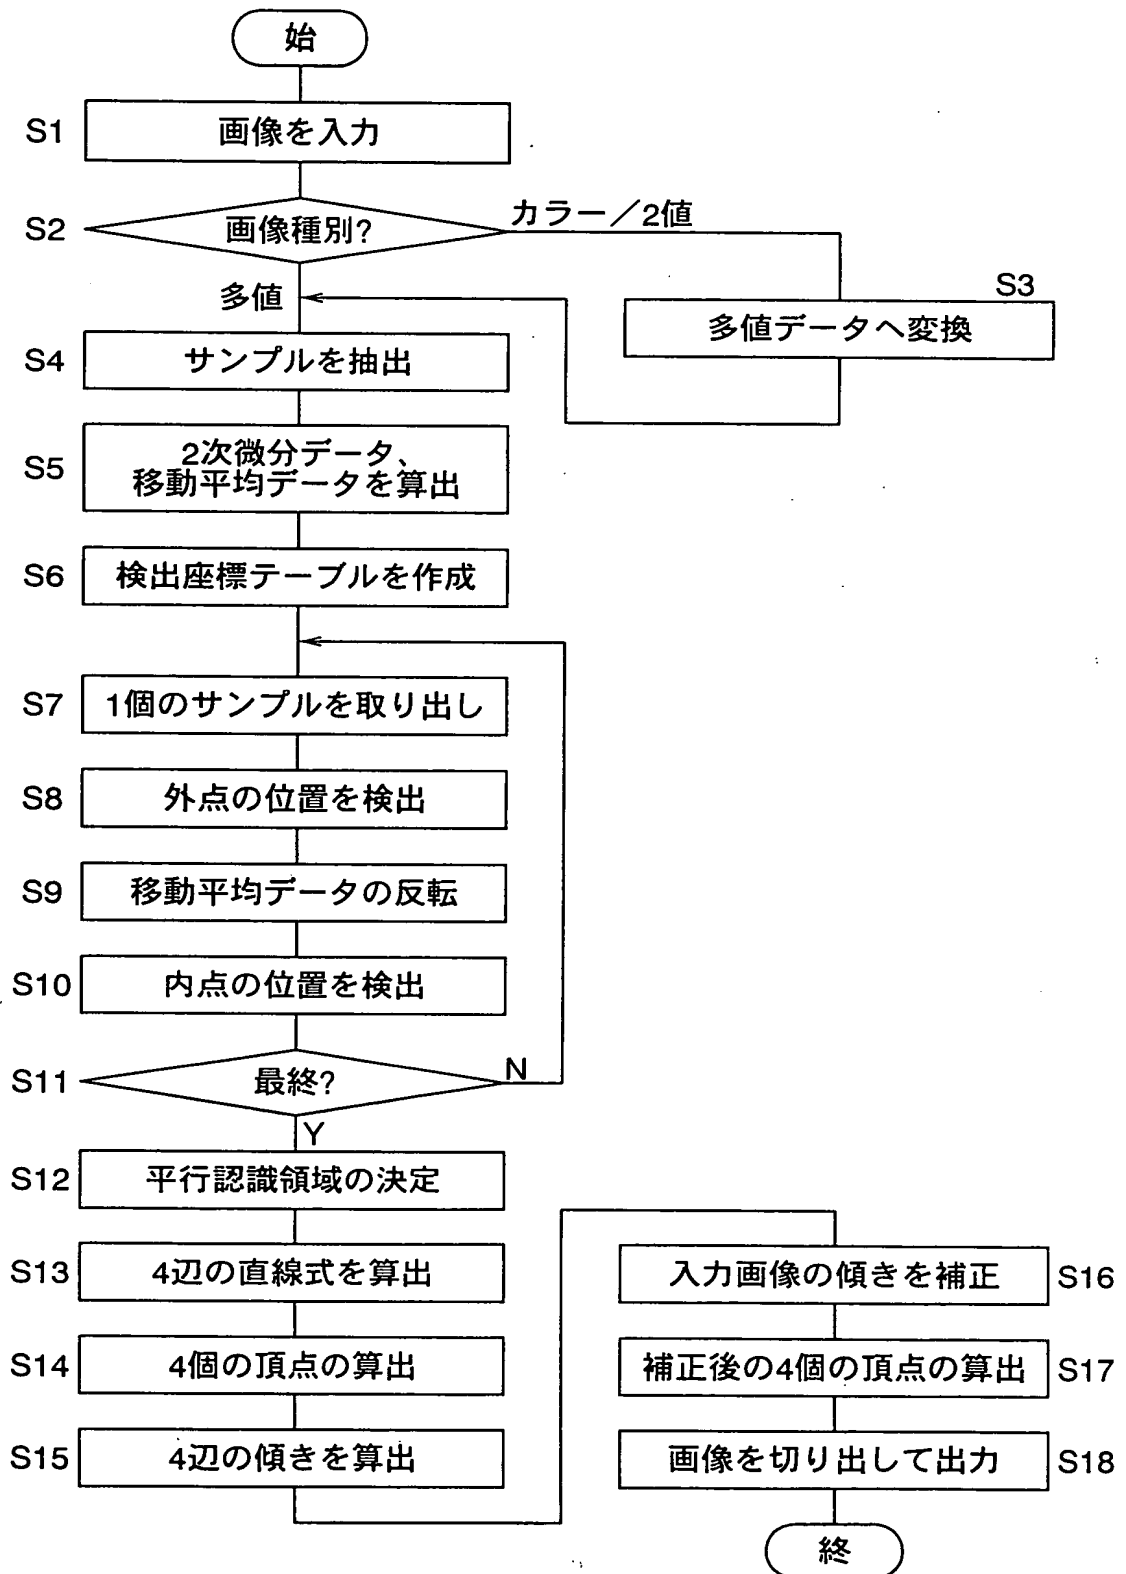 始
S1
画像を入力
S2
画像種別?
カラー/2値
多値
S3
多値データへ変換
S4
サンプルを抽出
S5
2次微分データ、
移動平均データを算出
S6
検出座標テーブルを作成
S7
1個のサンプルを取り出し
S8
外点の位置を検出
S9
移動平均データの反転
S10
内点の位置を検出
S11
最終?
N
Y
S12
平行認識領域の決定
S13
4辺の直線式を算出
S14
4個の頂点の算出
S15
4辺の傾きを算出
入力画像の傾きを補正
S16
補正後の4個の頂点の算出
S17
画像を切り出して出力
S18
終